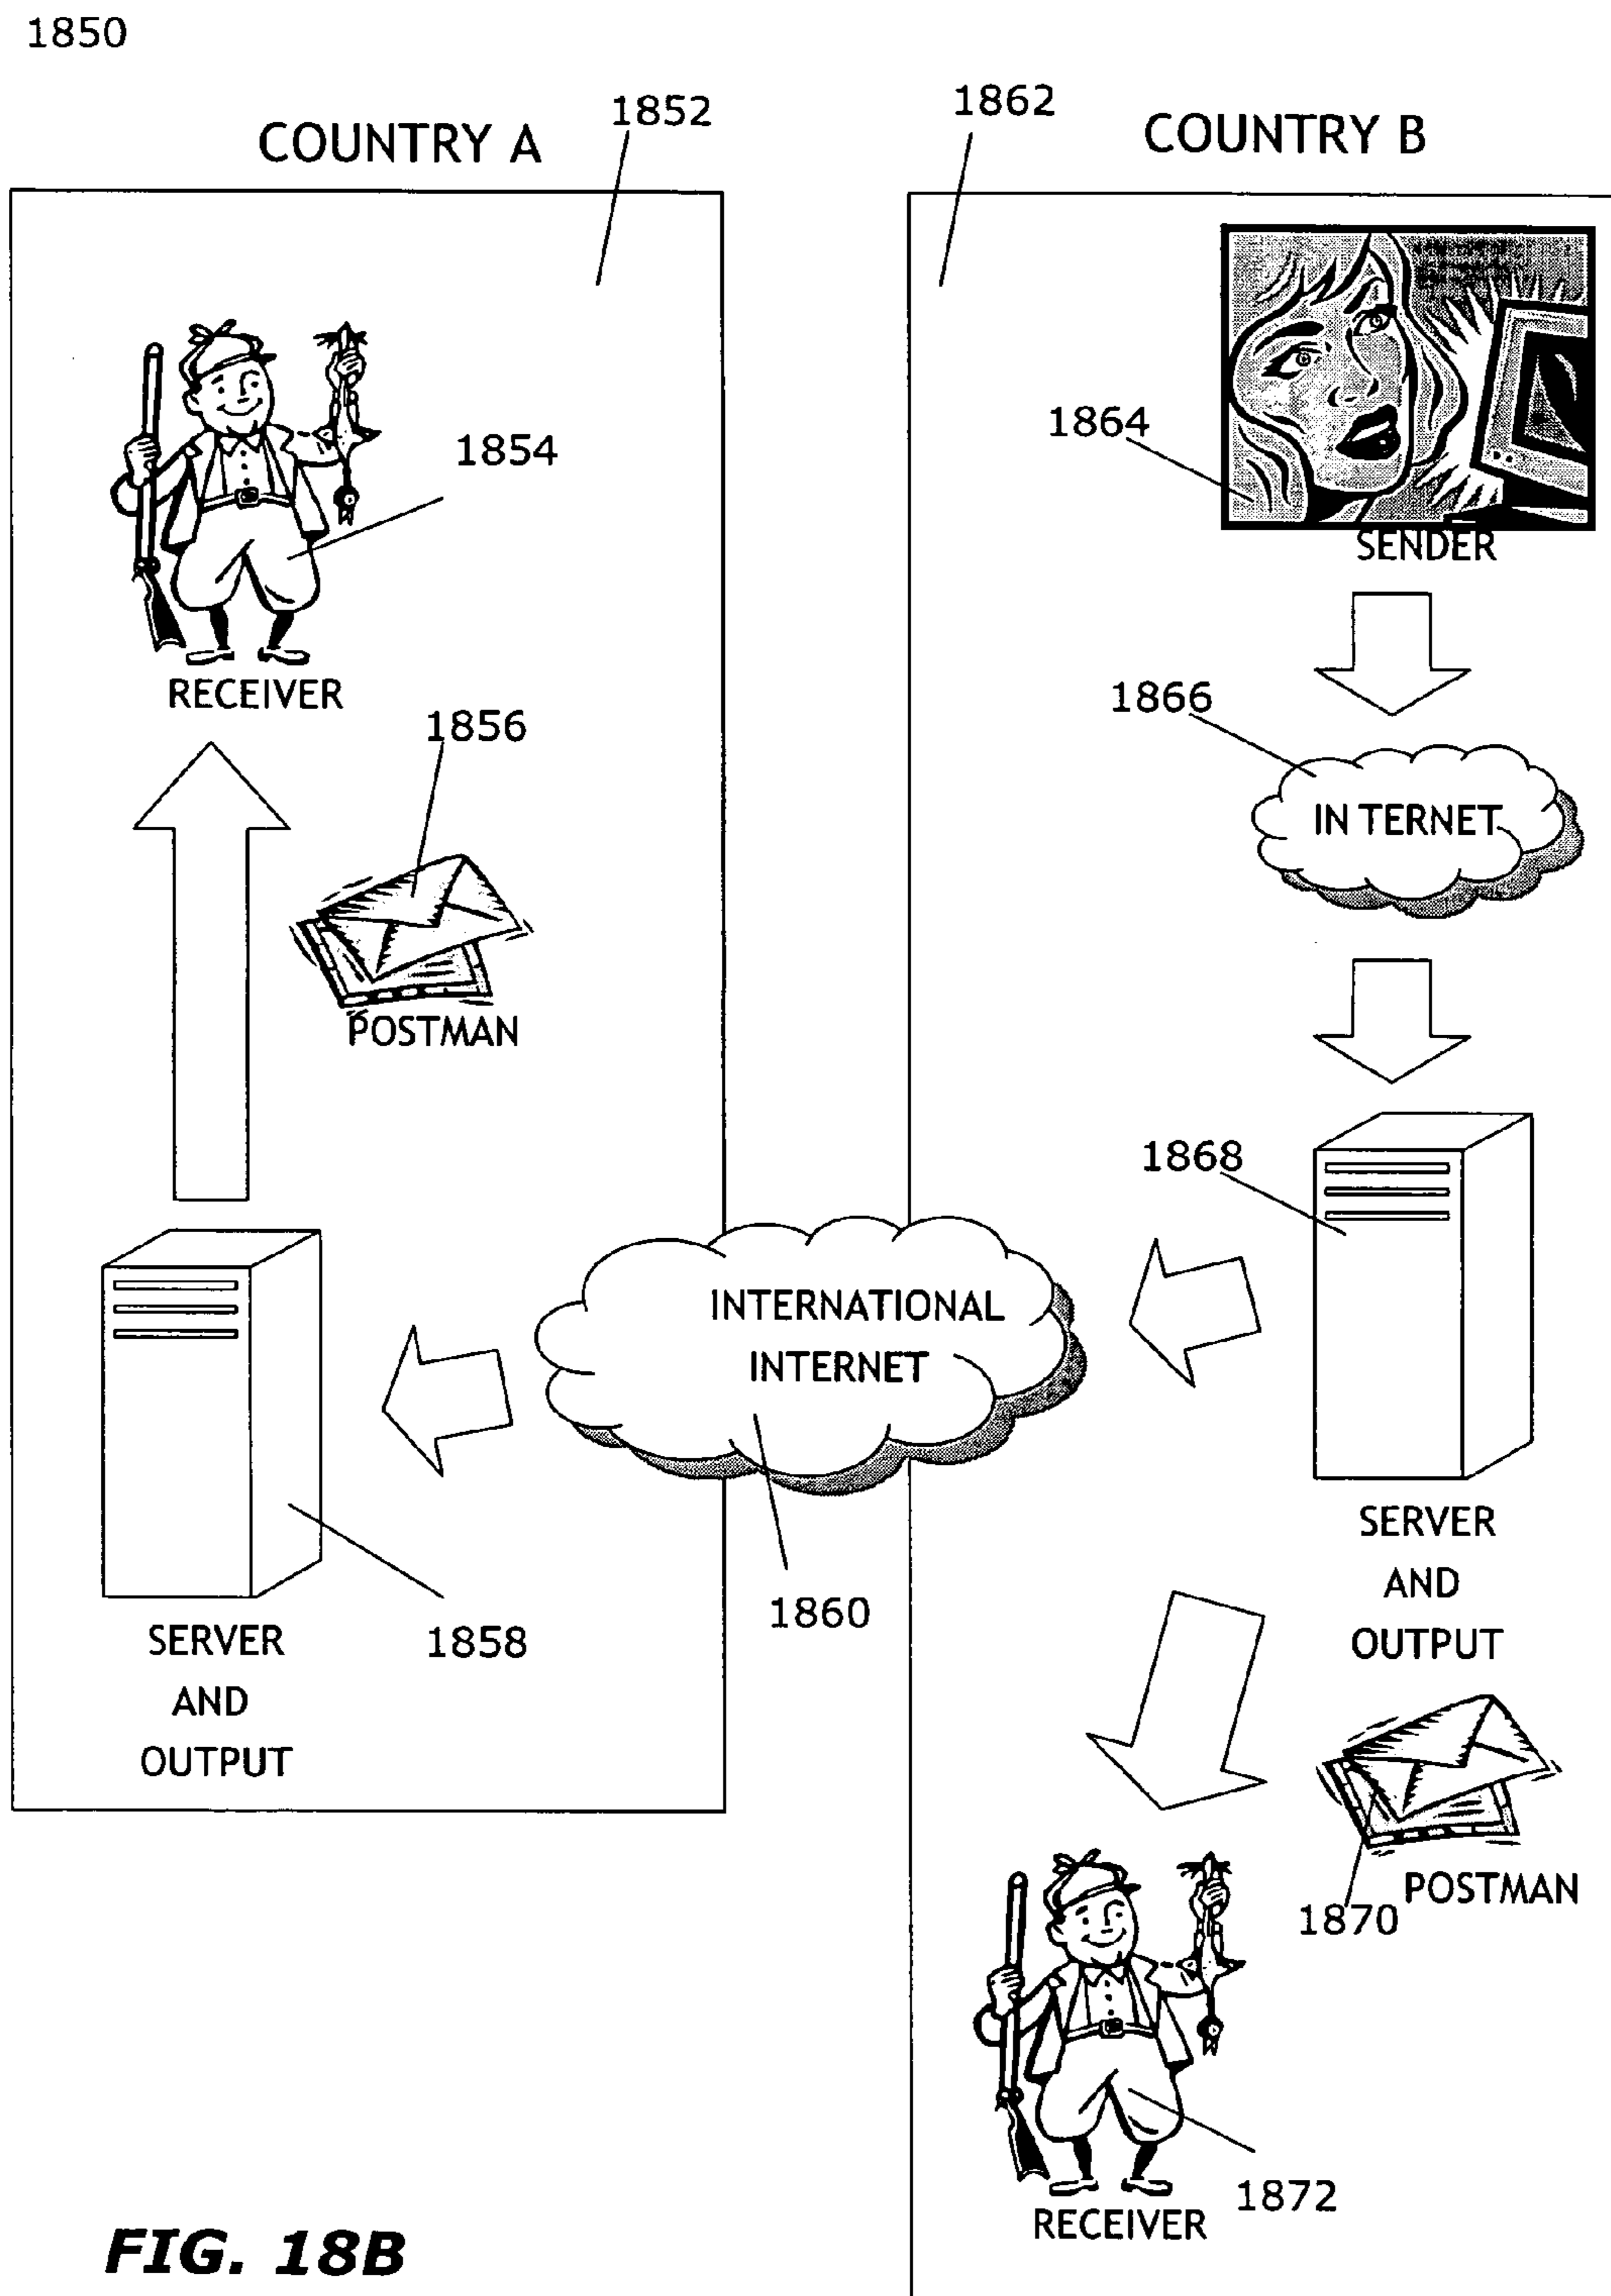 1850
COUNTRY A
1852
1854
RECEIVER
1856
POSTMAN
SERVER
AND
OUTPUT
1858
INTERNATIONAL
INTERNET
1860
1862
COUNTRY B
1864
SENDER
1866
IN TERNET
1868
SERVER
AND
OUTPUT
POSTMAN
1870
1872
RECEIVER
FIG. 18B